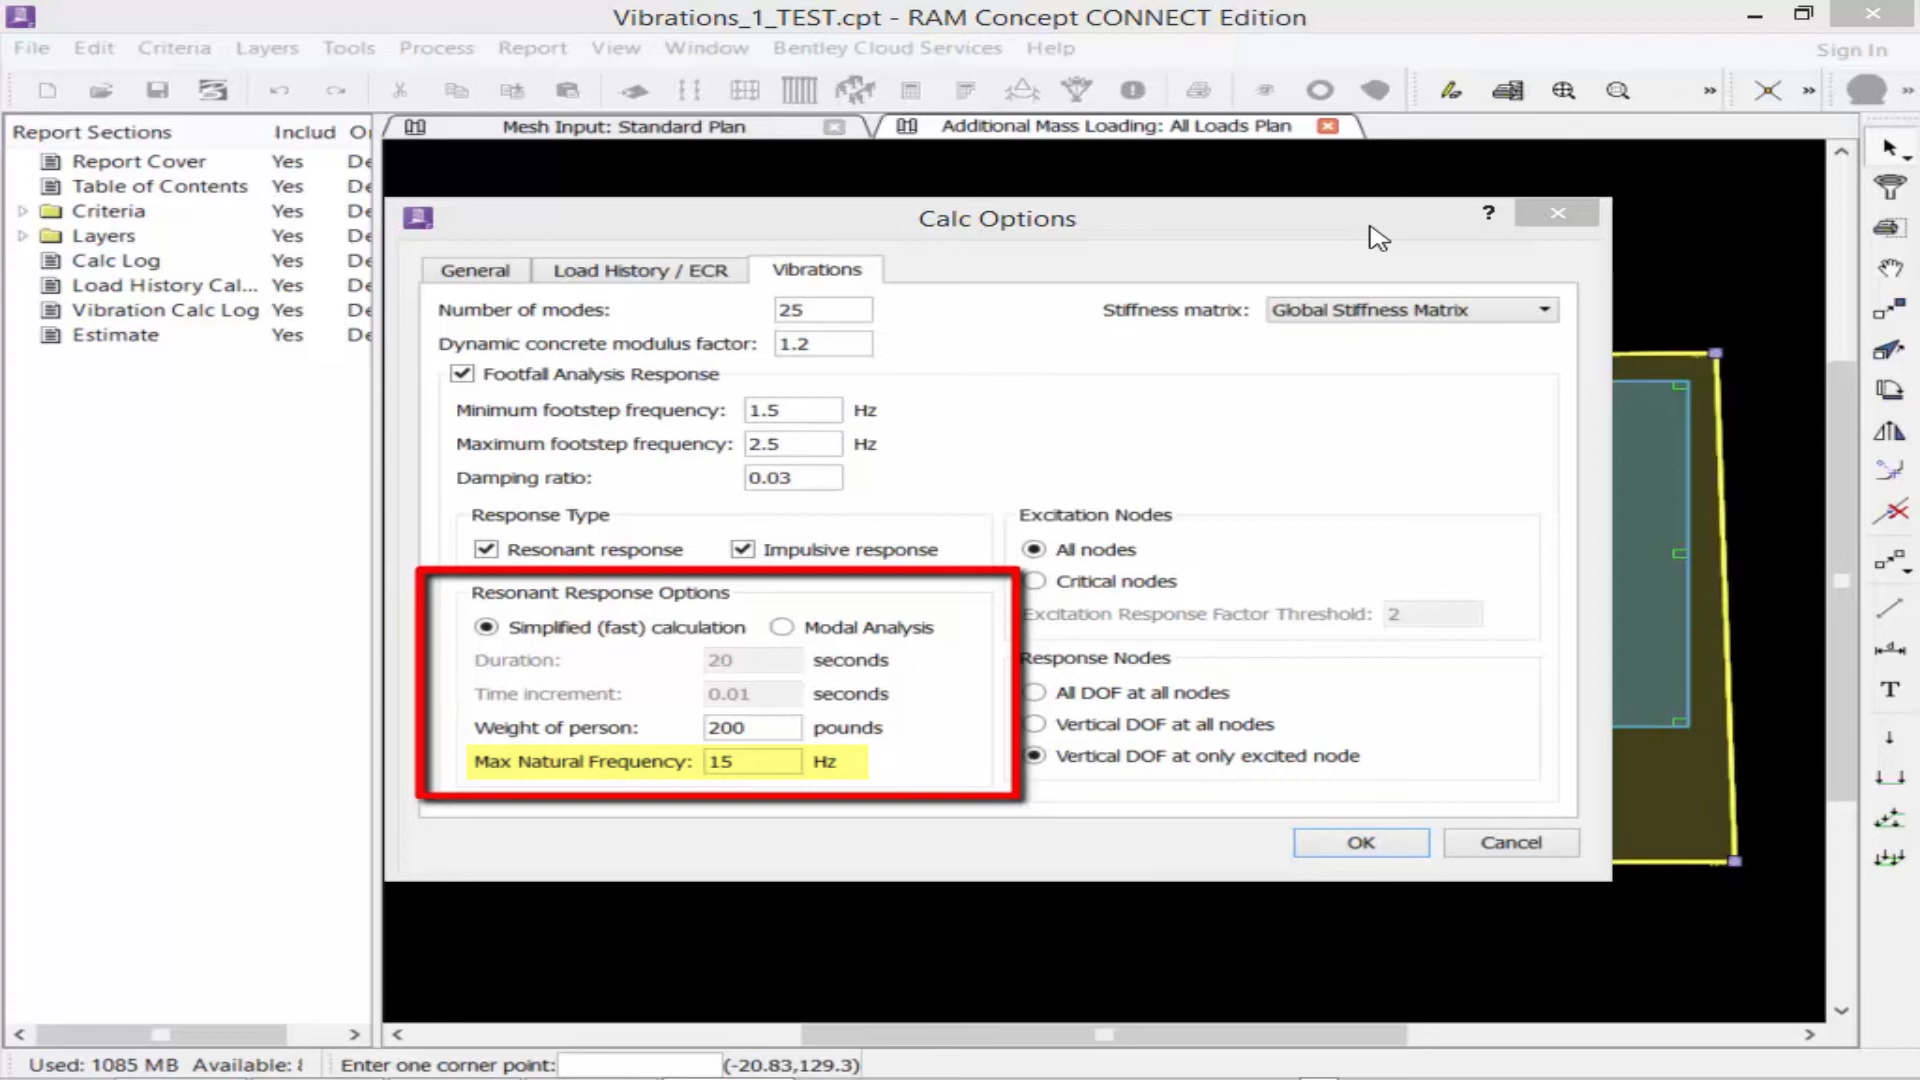 Vibrations_1_TEST.cpt - RAM Concept CONNECT Edition
File Edit Criteria Layers Tools Process Report View Window Bentley Cloud Services Help Sign In
Report Sections Includ
Mesh Input: Standard Plan
Additional Mass Loading: All Loads Plan
Report Cover Yes De
Table of Contents Yes De
Criteria Yes De
Layers Yes De
Calc Log Yes De
Load History Cal... Yes De
Vibration Calc Log Yes De
Estimate Yes De
Calc Options
?
General Load History / ECR Vibrations
Number of modes: 25
Stiffness matrix: Global Stiffness Matrix
Dynamic concrete modulus factor: 1.2
Footfall Analysis Response
Minimum footstep frequency: 1.5 Hz
Maximum footstep frequency: 2.5 Hz
Damping ratio: 0.03
Response Type
Resonant response Impulsive response
Resonant Response Options
Simplified (fast) calculation Modal Analysis
Duration: 20 seconds
Time increment: 0.01 seconds
Weight of person: 200 pounds
Max Natural Frequency: 15 Hz
Excitation Nodes
All nodes
Critical nodes
Excitation Response Factor Threshold: 2
Response Nodes
All DOF at all nodes
Vertical DOF at all nodes
Vertical DOF at only excited node
OK Cancel
T
Used: 1085 MB Available: Enter one corner point: (-20.83,129.3)